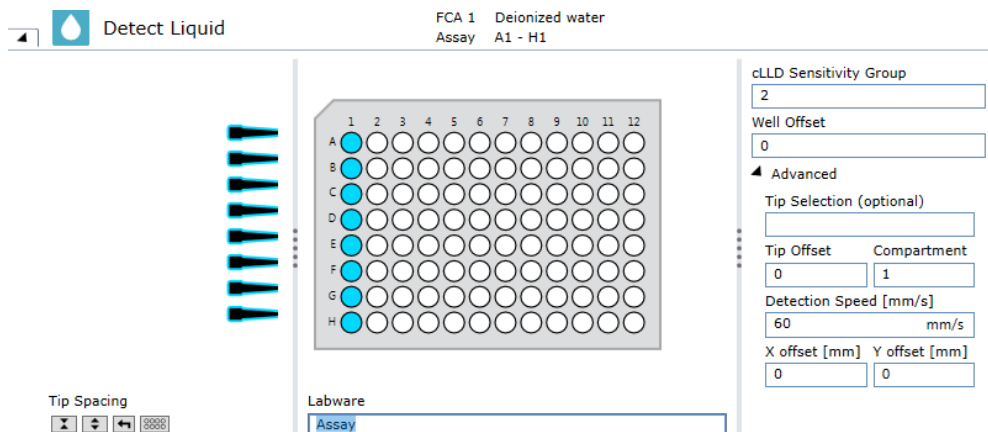 Detect Liquid
FCA 1 Deionized water
Assay A1 - H1
1 2 3 4 5 6 7 8 9 10 11 12
A
B
C
D
E
F
G
H
Tip Spacing
Labware
Assay
cLLD Sensitivity Group
2
Well Offset
0
Advanced
Tip Selection (optional)
Tip Offset Compartment
0 1
Detection Speed [mm/s]
60 mm/s
X offset [mm] Y offset [mm]
0 0